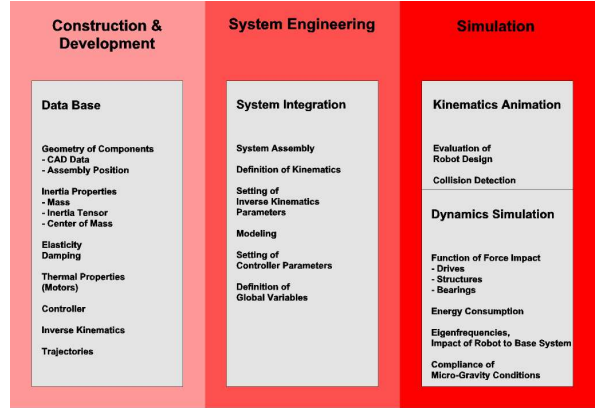 Construction &
Development
Data Base
Geometry of Components
- CAD Data
- Assembly Position
Inertia Properties
- Mass
- Inertia Tensor
- Center of Mass
Elasticity
Damping
Thermal Properties
(Motors)
Controller
Inverse Kinematics
Trajectories
System Engineering
System Integration
System Assembly
Definition of Kinematics
Setting of
Inverse Kinematics
Parameters
Modeling
Setting of
Controller Parameters
Definition of
Global Variables
Simulation
Kinematics Animation
Evaluation of
Robot Design
Collision Detection
Dynamics Simulation
Function of Force Impact
- Drives
- Structures
- Bearings
Energy Consumption
Eigenfrequencies,
Impact of Robot to Base System
Compliance of
Micro-Gravity Conditions